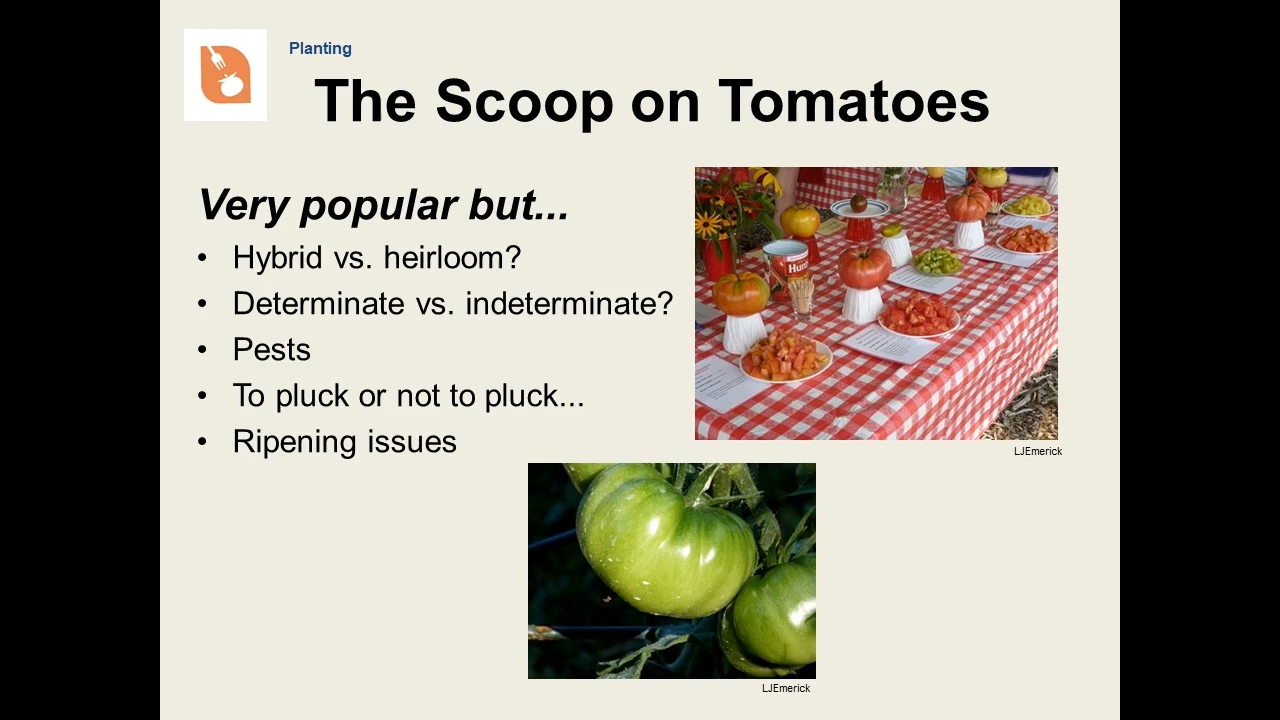 Planting
The Scoop on Tomatoes
Very popular but...
• Hybrid vs. heirloom?
• Determinate vs. indeterminate?
• Pests
• To pluck or not to pluck...
• Ripening issues
LJEmerick
LJEmerick